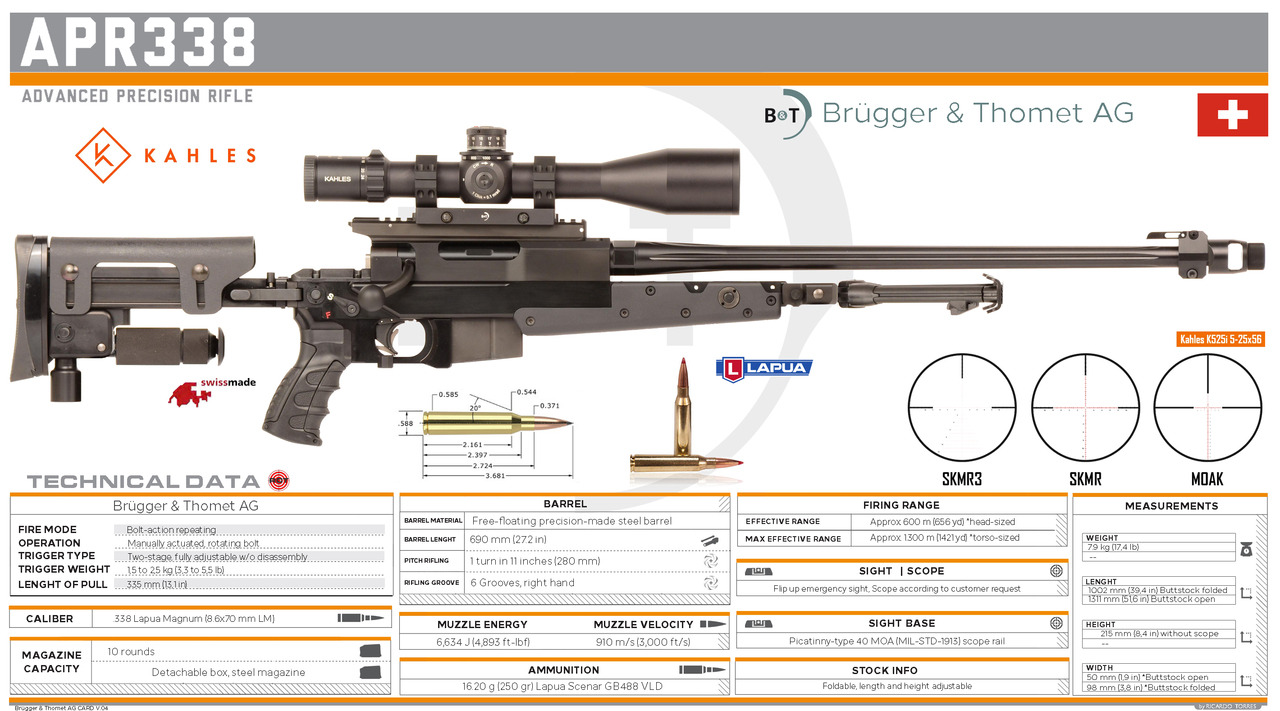 APR338
ADVANCED PRECISION RIFLE
B&T Brügger & Thomet AG
KAHLES
KAHLES
S
F
swissmade
0.585
0.544
20°
0.371
.588
2.161
2.397
2.724
3.681
L LAPUA
Kahles K525i 5-25x56
SKMR3
SKMR
MOAK
TECHNICAL DATA
Brügger & Thomet AG
FIRE MODE Bolt-action repeating
OPERATION Manually actuated, rotating bolt
TRIGGER TYPE Two-stage, fully adjustable w/o disassembly
TRIGGER WEIGHT 1,5 to 2,5 kg (3,3 to 5,5 lb)
LENGHT OF PULL 335 mm (13,1 in)
CALIBER 338 Lapua Magnum (8.6x70 mm LM)
MAGAZINE CAPACITY
10 rounds
Detachable box, steel magazine
BARREL
BARREL MATERIAL Free-floating precision-made steel barrel
BARREL LENGHT 690 mm (27.2 in)
PITCH RIFLING 1 turn in 11 inches (280 mm)
RIFLING GROOVE 6 Grooves, right hand
MUZZLE ENERGY MUZZLE VELOCITY
6,634 J (4,893 ft-lbf) 910 m/s (3,000 ft/s)
AMMUNITION
16.20 g (250 gr) Lapua Scenar GB488 VLD
FIRING RANGE
EFFECTIVE RANGE Approx 600 m (656 yd) *head-sized
MAX EFFECTIVE RANGE Approx 1300 m (1421 yd) *torso-sized
SIGHT | SCOPE
Flip up emergency sight, Scope according to customer request
SIGHT BASE
Picatinny-type 40 MOA (MIL-STD-1913) scope rail
STOCK INFO
Foldable, length and height adjustable
MEASUREMENTS
WEIGHT
7.9 kg (17,4 lb)
--
LENGHT
1002 mm (39,4 in) Buttstock folded
1311 mm (51,6 in) Buttstock open
HEIGHT
215 mm (8,4 in) without scope
--
WIDTH
50 mm (1,9 in) *Buttstock open
98 mm (3,8 in) *Buttstock folded
Brügger & Thomet AG CARD V.04
by RICARDO TORRES